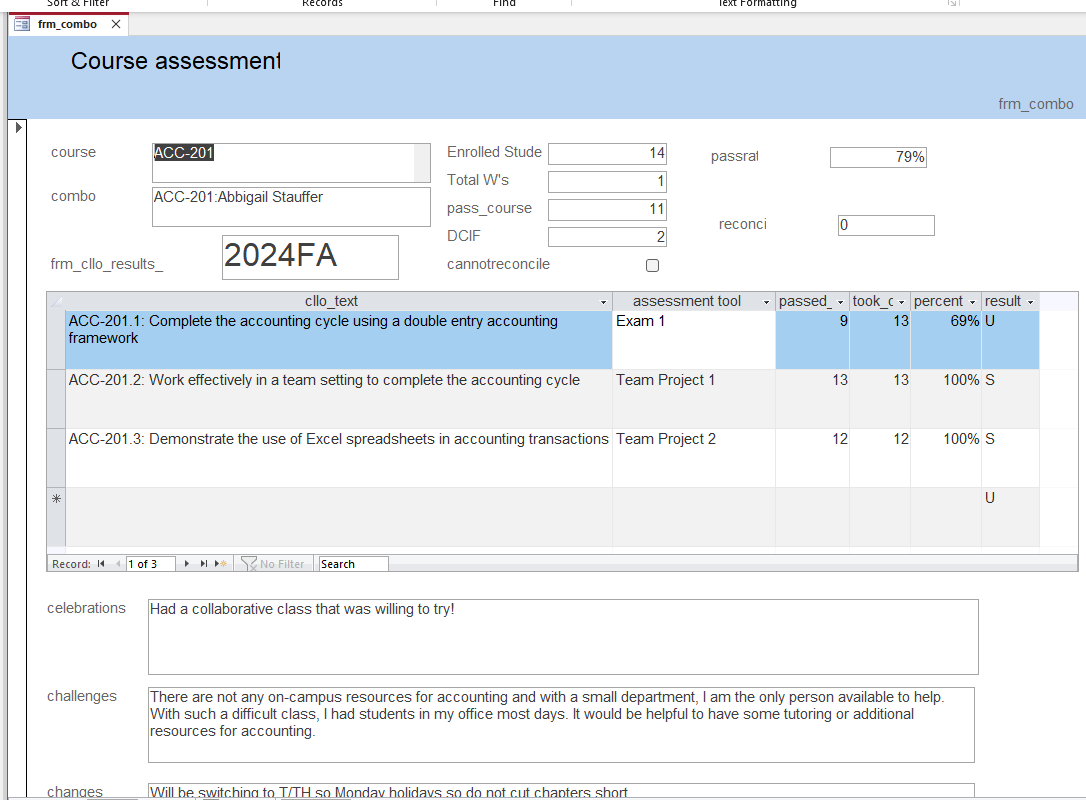 Sort & Filter Records Find Text Formatting
frm_combo
Course assessment
frm_combo
course ACC-201
combo ACC-201:Abbigail Stauffer
frm_cllo_results_ 2024FA
Enrolled Stude 14
Total W's 1
pass_course 11
DCIF 2
cannotreconcile
passrat 79%
reconci 0
cllo_text assessment tool passed_ took_c percent result
ACC-201.1: Complete the accounting cycle using a double entry accounting
framework
Exam 1 9 13 69% U
ACC-201.2: Work effectively in a team setting to complete the accounting cycle Team Project 1 13 13 100% S
ACC-201.3: Demonstrate the use of Excel spreadsheets in accounting transactions Team Project 2 12 12 100% S
U
Record: 1 of 3 No Filter Search
celebrations Had a collaborative class that was willing to try!
challenges There are not any on-campus resources for accounting and with a small department, I am the only person available to help.
With such a difficult class, I had students in my office most days. It would be helpful to have some tutoring or additional
resources for accounting.
changes Will be switching to T/TH so Monday holidays so do not cut chapters short